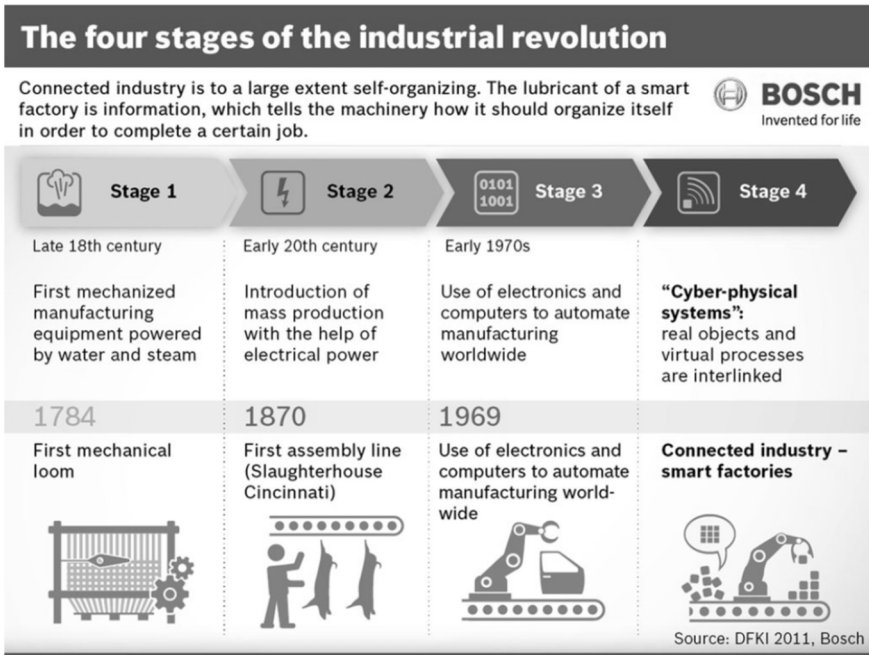 The four stages of the industrial revolution
Connected industry is to a large extent self-organizing. The lubricant of a smart
factory is information, which tells the machinery how it should organize itself
in order to complete a certain job.
BOSCH
Invented for life
Stage 1
Late 18th century
First mechanized
manufacturing
equipment powered
by water and steam
1784
First mechanical
loom
Stage 2
Early 20th century
Introduction of
mass production
with the help of
electrical power
1870
First assembly line
(Slaughterhouse
Cincinnati)
0101
1001
Stage 3
Early 1970s
Use of electronics and
computers to automate
manufacturing
worldwide
1969
Use of electronics and
computers to automate
manufacturing world-
wide
Stage 4
“Cyber-physical
systems”:
real objects and
virtual processes
are interlinked
Connected industry –
smart factories
Source: DFKI 2011, Bosch